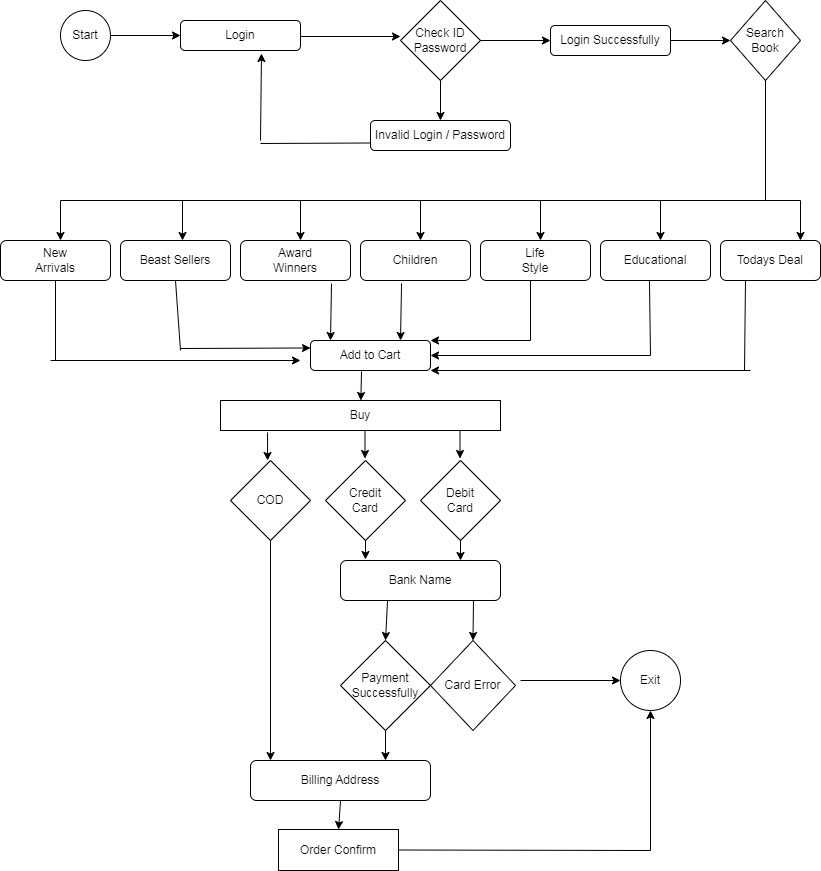 Start
Login
Check ID
Password
Login Successfully
Search
Book
Invalid Login / Password
New
Arrivals
Beast Sellers
Award
Winners
Children
Life
Style
Educational
Todays Deal
Add to Cart
Buy
COD
Credit
Card
Debit
Card
Bank Name
Payment
Successfully
Card Error
Exit
Billing Address
Order Confirm